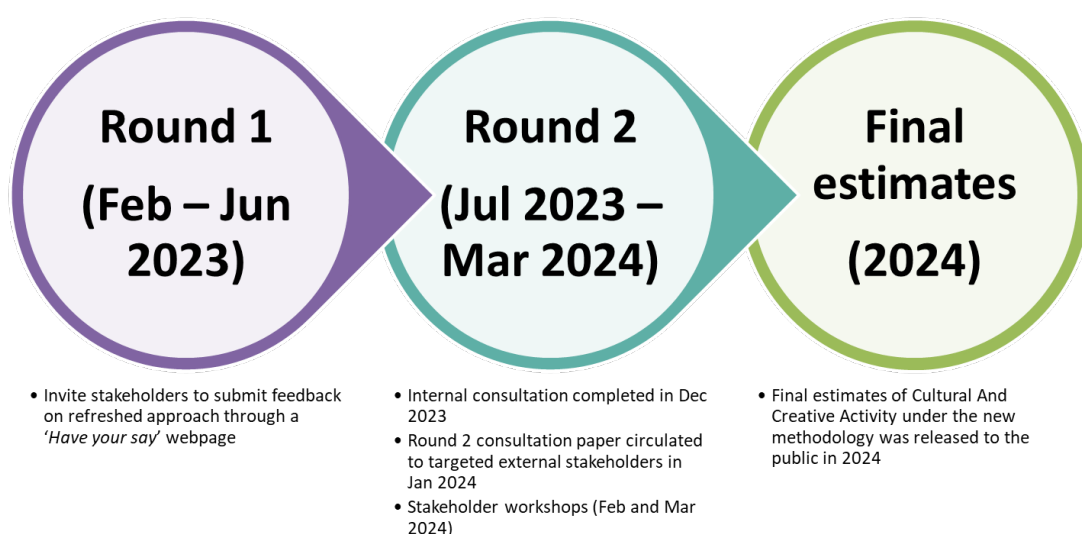 Round 1
(Feb – Jun
2023)
• Invite stakeholders to submit feedback
on refreshed approach through a
‘Have your say’ webpage
Round 2
(Jul 2023 –
Mar 2024)
• Internal consultation completed in Dec
2023
• Round 2 consultation paper circulated
to targeted external stakeholders in
Jan 2024
• Stakeholder workshops (Feb and Mar
2024)
Final
estimates
(2024)
• Final estimates of Cultural And
Creative Activity under the new
methodology was released to the
public in 2024